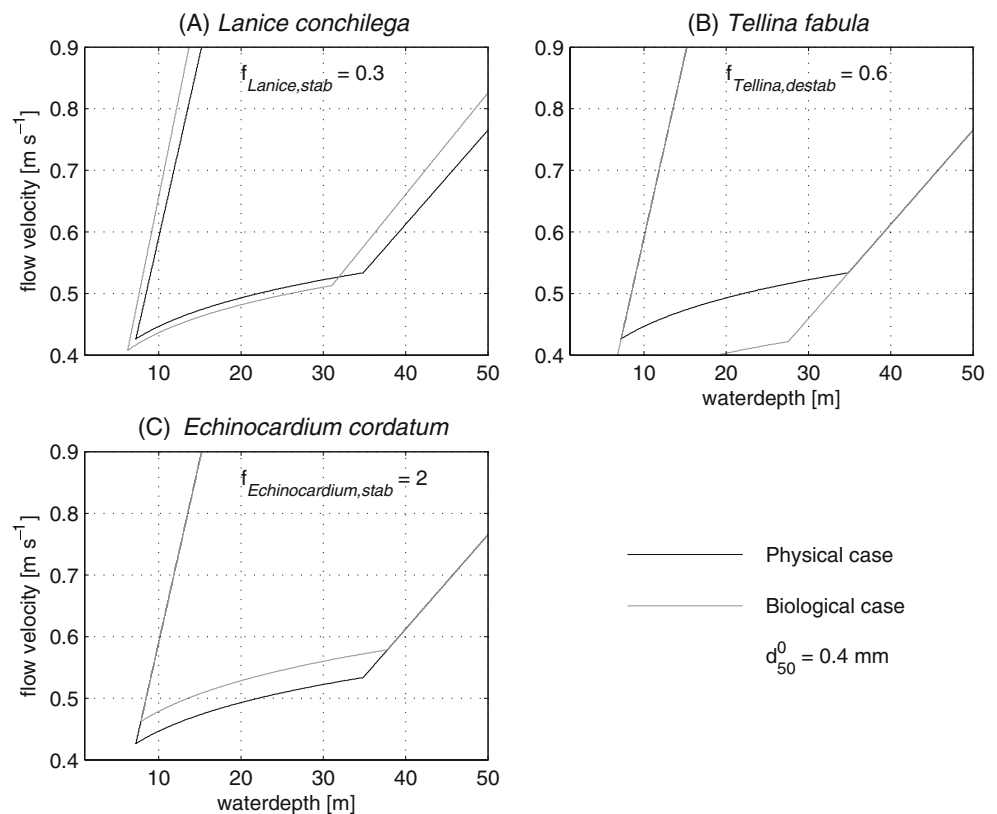 (A) Lanice conchilega
f_Lanice,stab = 0.3
flow velocity [m s⁻¹]
0.9
0.8
0.7
0.6
0.5
0.4
10 20 30 40 50
(B) Tellina fabula
f_Tellina,destab = 0.6
0.9
0.8
0.7
0.6
0.5
0.4
10 20 30 40 50
waterdepth [m]
(C) Echinocardium cordatum
f_Echinocardium,stab = 2
flow velocity [m s⁻¹]
0.9
0.8
0.7
0.6
0.5
0.4
10 20 30 40 50
waterdepth [m]
Physical case
Biological case
d⁰₅₀ = 0.4 mm